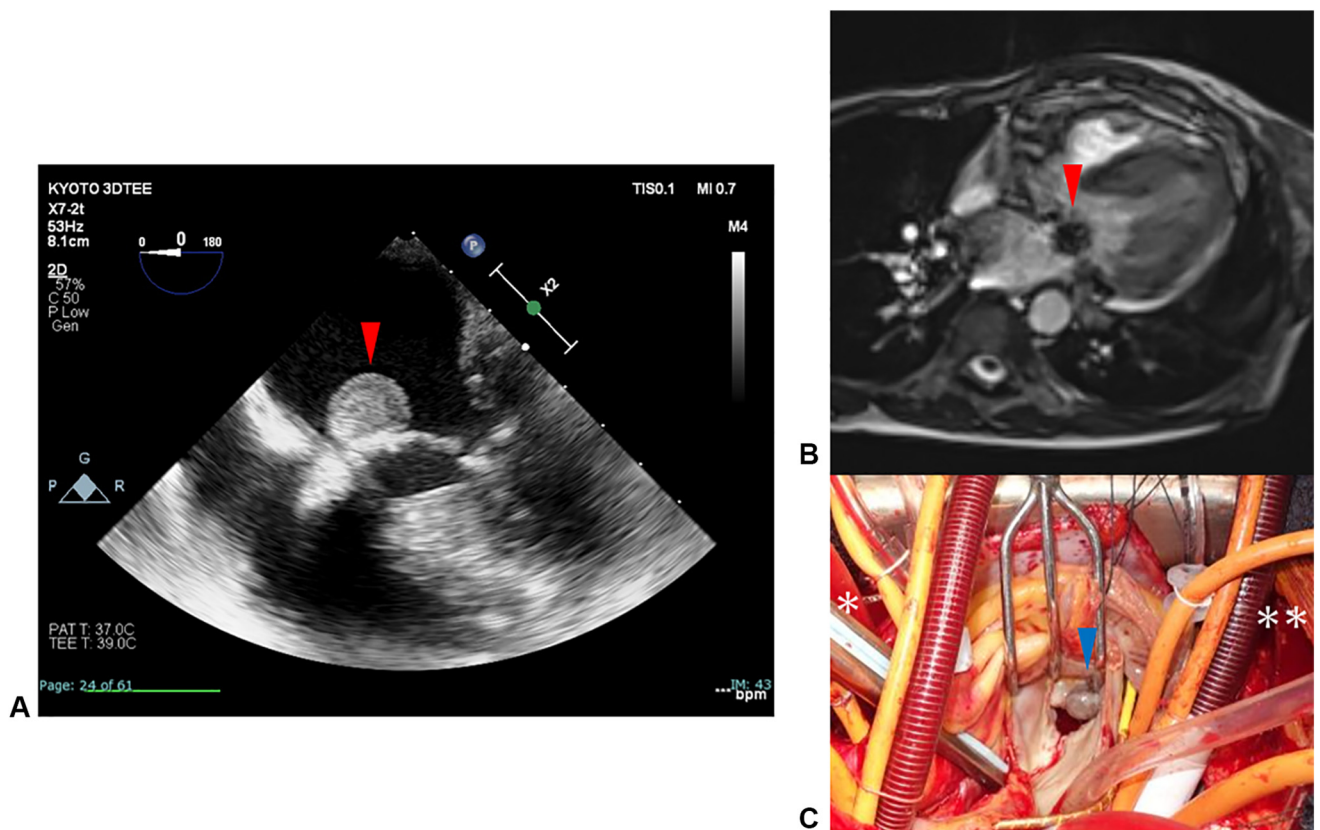 KYOTO 3DTEE
TIS0.1 MI 0.7
X7-2t
53Hz
8.1cm
0 0 180
M4
2D
57%
C 50
P Low
Gen
P
X2
G
P R
PAT T: 37.0C
TEE T: 39.0C
Page: 24 of 61
IM: 43
--- bpm
A
B
*
**
C